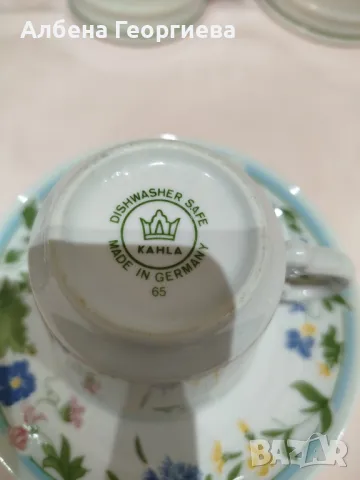 Албена Георгиева
DISHWASHER SAFE
KAHLA
MADE IN GERMANY
65
BAZAR